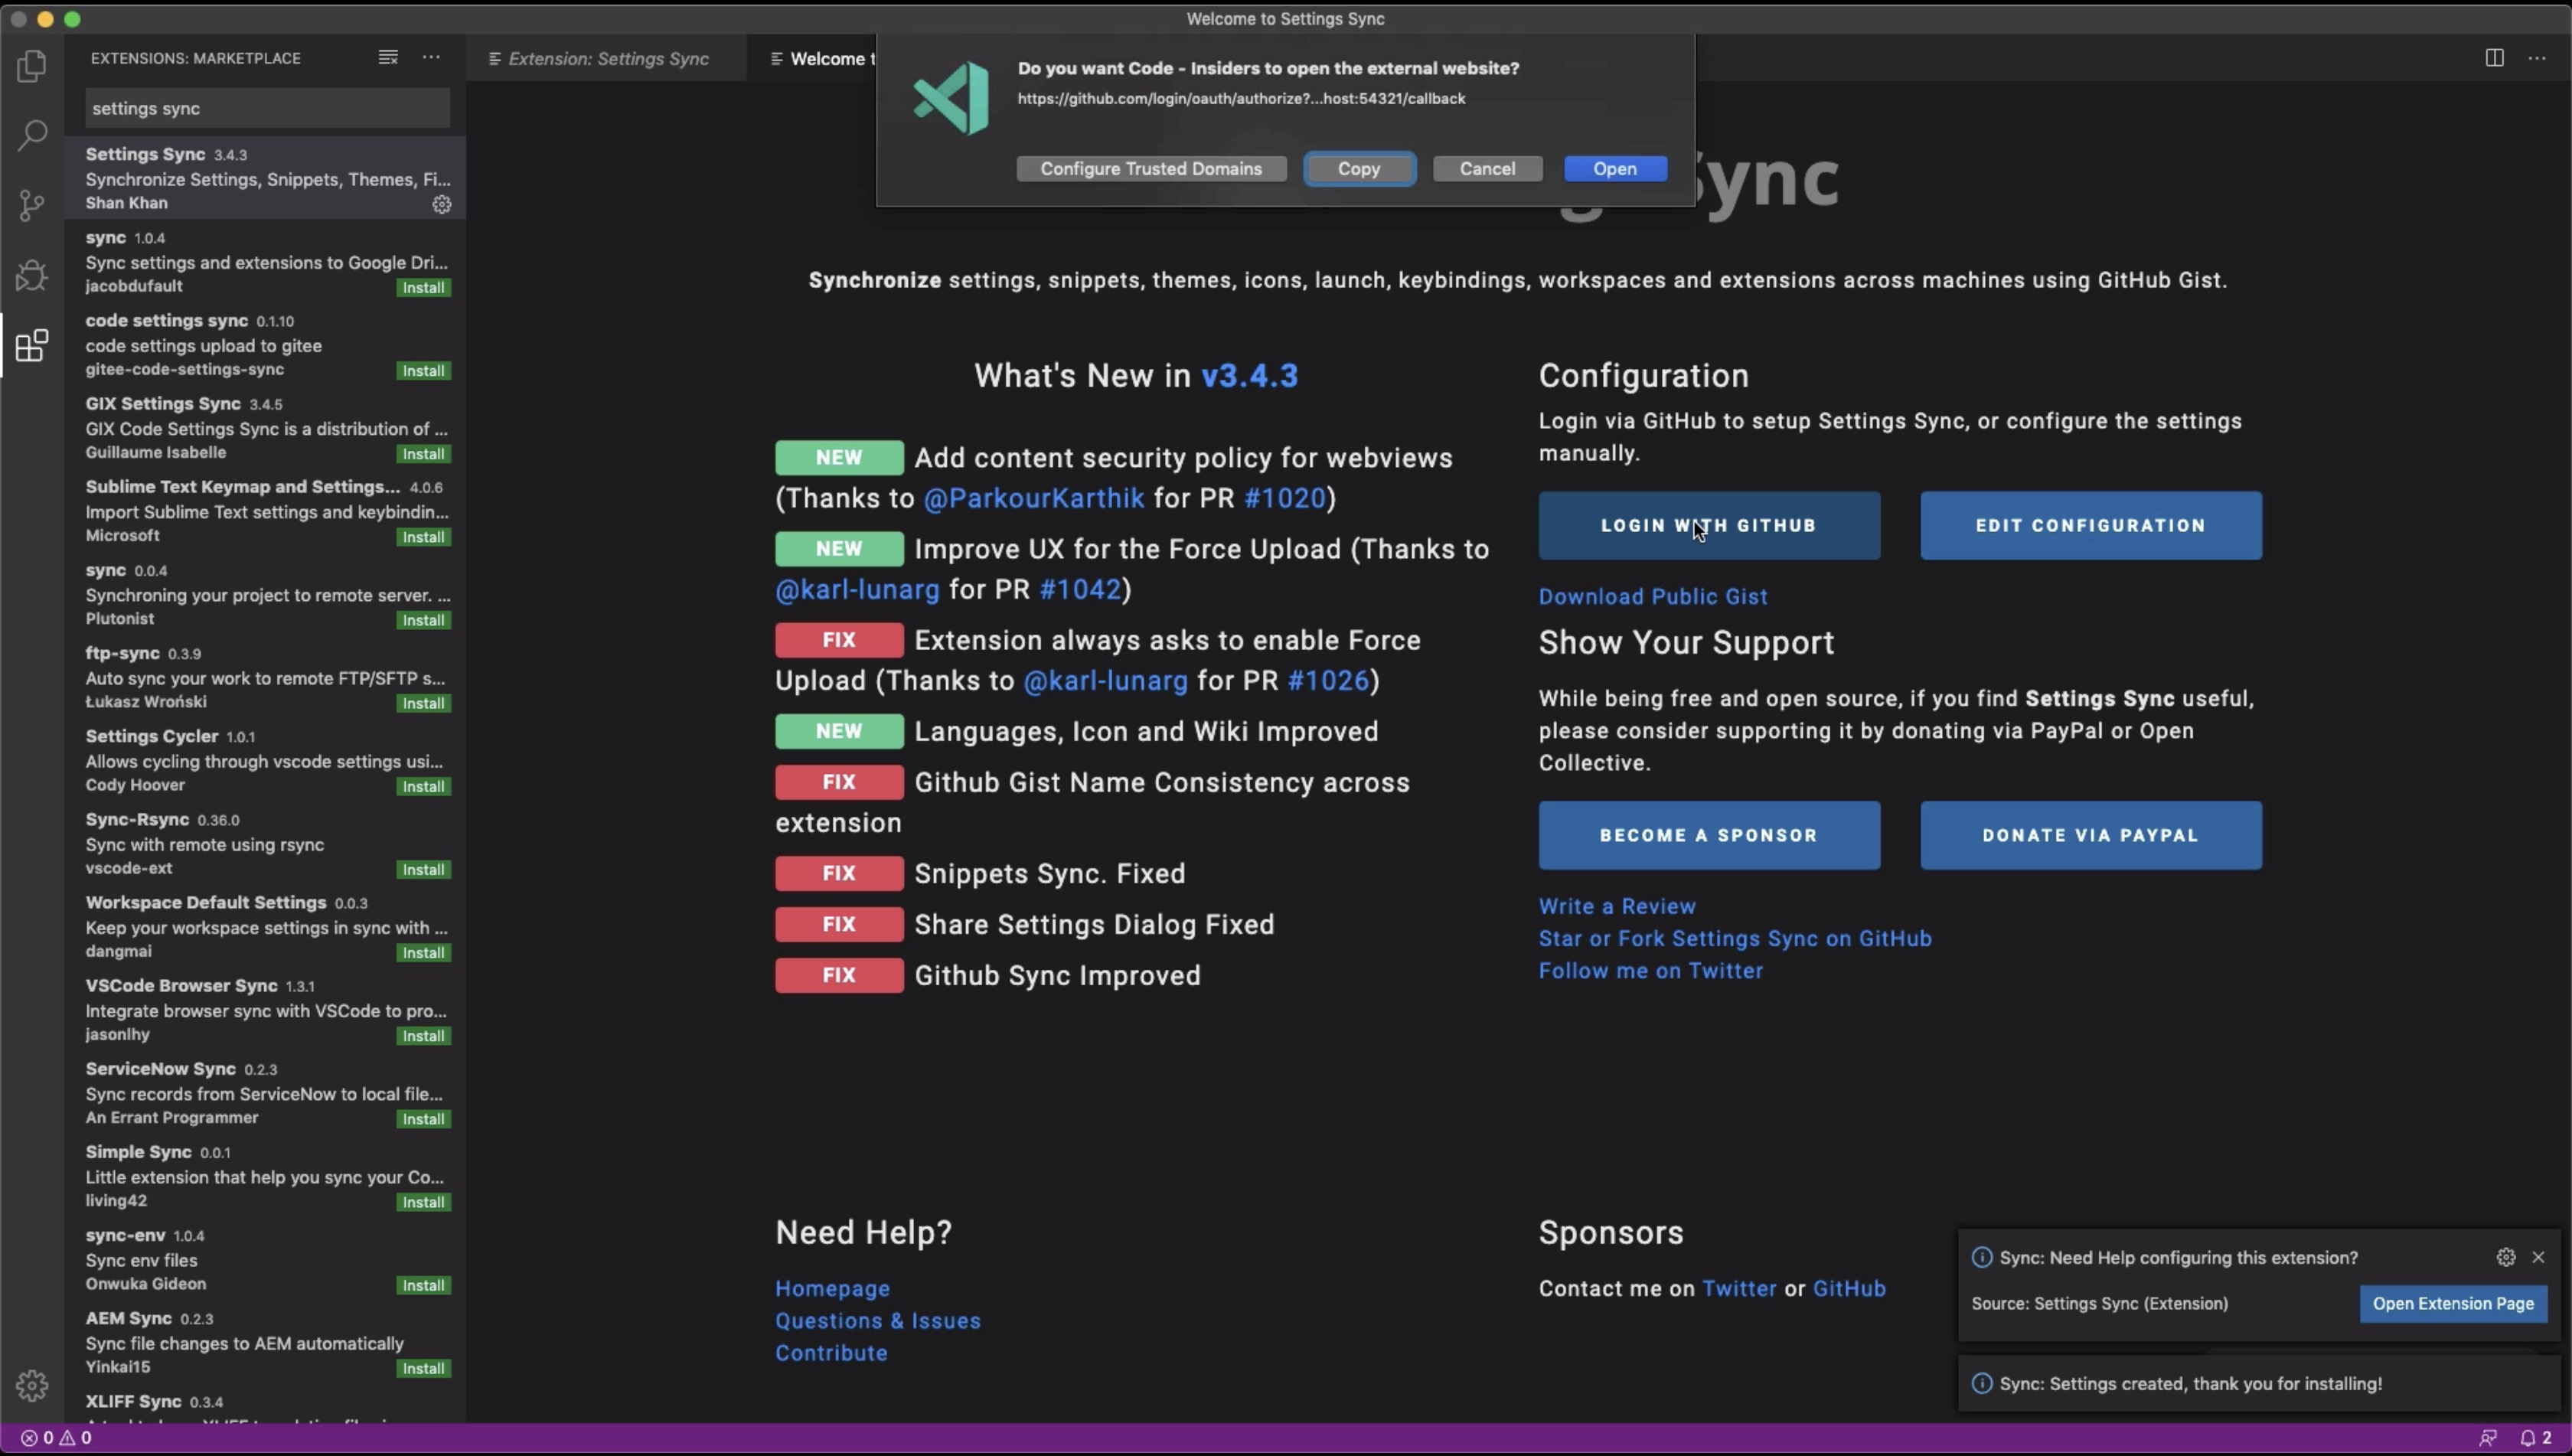 Welcome to Settings Sync
EXTENSIONS: MARKETPLACE
settings sync
Settings Sync 3.4.3
Synchronize Settings, Snippets, Themes, Fi...
Shan Khan
sync 1.0.4
Sync settings and extensions to Google Dri...
jacobdufault Install
code settings sync 0.1.10
code settings upload to gitee
gitee-code-settings-sync Install
GIX Settings Sync 3.4.5
GIX Code Settings Sync is a distribution of ...
Guillaume Isabelle Install
Sublime Text Keymap and Settings... 4.0.6
Import Sublime Text settings and keybindin...
Microsoft Install
sync 0.0.4
Synchroning your project to remote server. ...
Plutonist Install
ftp-sync 0.3.9
Auto sync your work to remote FTP/SFTP s...
Łukasz Wroński Install
Settings Cycler 1.0.1
Allows cycling through vscode settings usi...
Cody Hoover Install
Sync-Rsync 0.36.0
Sync with remote using rsync
vscode-ext Install
Workspace Default Settings 0.0.3
Keep your workspace settings in sync with ...
dangmai Install
VSCode Browser Sync 1.3.1
Integrate browser sync with VSCode to pro...
jasonlhy Install
ServiceNow Sync 0.2.3
Sync records from ServiceNow to local file...
An Errant Programmer Install
Simple Sync 0.0.1
Little extension that help you sync your Co...
living42 Install
sync-env 1.0.4
Sync env files
Onwuka Gideon Install
AEM Sync 0.2.3
Sync file changes to AEM automatically
Yinkai15 Install
XLIFF Sync 0.3.4
Extension: Settings Sync
Welcome t
Do you want Code - Insiders to open the external website?
https://github.com/login/oauth/authorize?...host:54321/callback
Configure Trusted Domains Copy Cancel Open
g Sync
Synchronize settings, snippets, themes, icons, launch, keybindings, workspaces and extensions across machines using GitHub Gist.
What's New in v3.4.3
NEW Add content security policy for webviews
(Thanks to @ParkourKarthik for PR #1020)
NEW Improve UX for the Force Upload (Thanks to
@karl-lunarg for PR #1042)
FIX Extension always asks to enable Force
Upload (Thanks to @karl-lunarg for PR #1026)
NEW Languages, Icon and Wiki Improved
FIX Github Gist Name Consistency across
extension
FIX Snippets Sync. Fixed
FIX Share Settings Dialog Fixed
FIX Github Sync Improved
Configuration
Login via GitHub to setup Settings Sync, or configure the settings
manually.
LOGIN WITH GITHUB EDIT CONFIGURATION
Download Public Gist
Show Your Support
While being free and open source, if you find Settings Sync useful,
please consider supporting it by donating via PayPal or Open
Collective.
BECOME A SPONSOR DONATE VIA PAYPAL
Write a Review
Star or Fork Settings Sync on GitHub
Follow me on Twitter
Need Help?
Homepage
Questions & Issues
Contribute
Sponsors
Contact me on Twitter or GitHub
Sync: Need Help configuring this extension?
Source: Settings Sync (Extension) Open Extension Page
Sync: Settings created, thank you for installing!
0 0
2